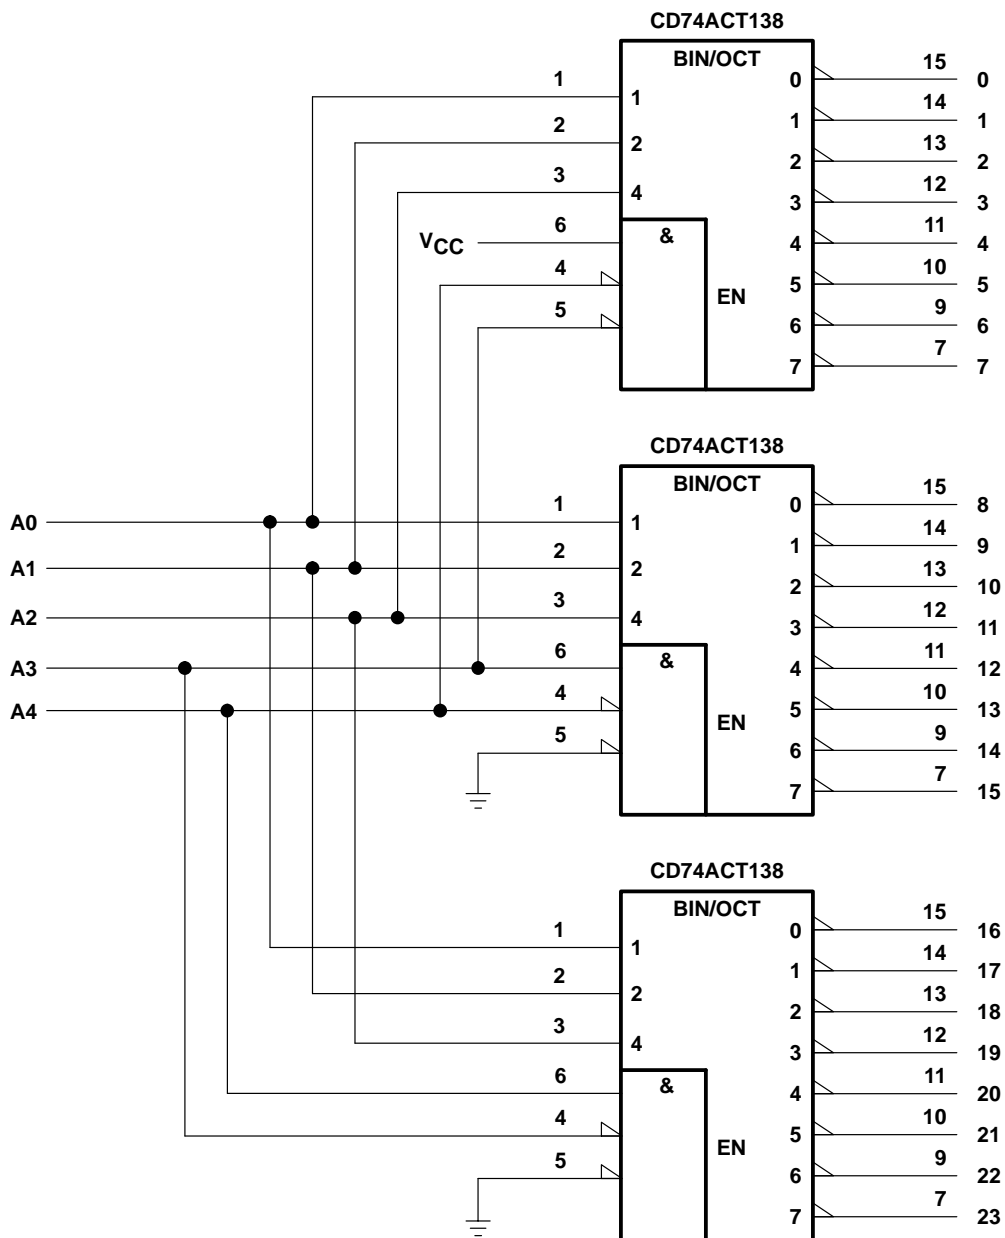 CD74ACT138
BIN/OCT
0 15 0
1 1
1 14 1
2 2
2 13 2
3 4
3 12 3
VCC 6 &
4 11 4
4
5 10 5
EN
5
6 9 6
7 7 7
CD74ACT138
BIN/OCT
0 15 8
A0 1 1
1 14 9
A1 2 2
2 13 10
A2 3 4
3 12 11
A3 6 &
4 11 12
A4 4
5 10 13
EN
5
6 9 14
7 7 15
CD74ACT138
BIN/OCT
0 15 16
1 1
1 14 17
2 2
2 13 18
3 4
3 12 19
6 &
4 11 20
4
5 10 21
EN
5
6 9 22
7 7 23